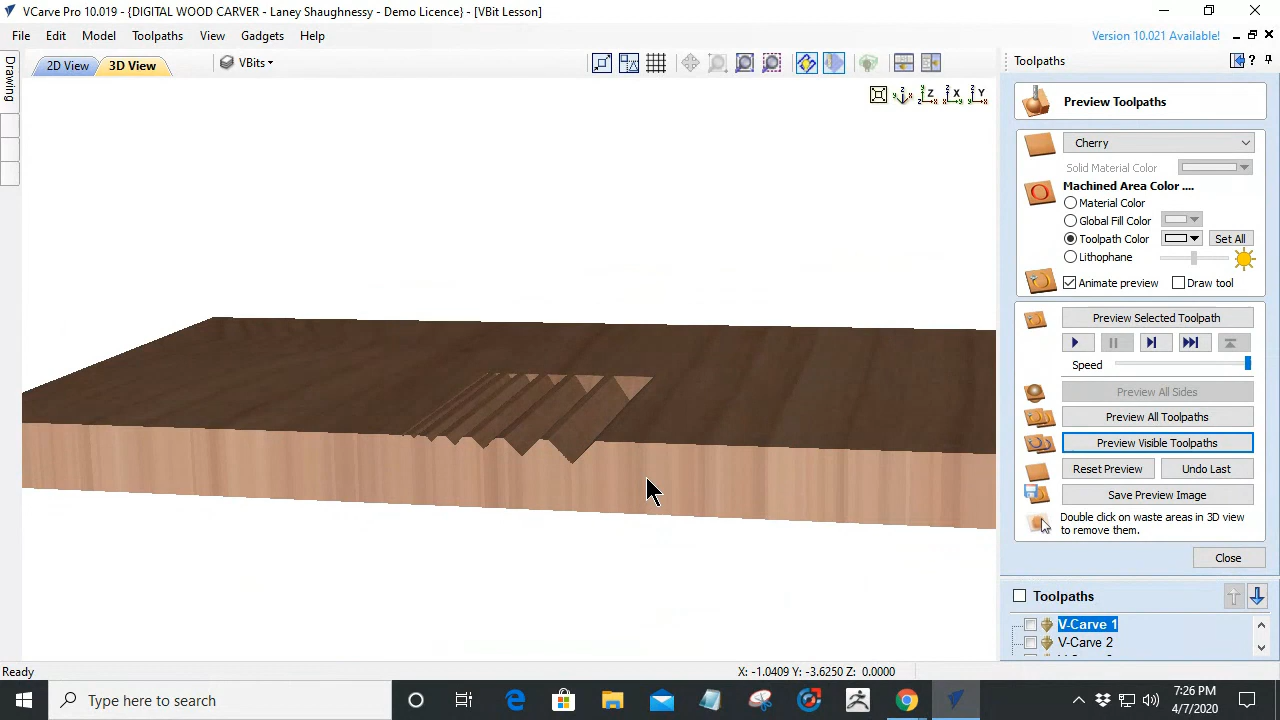 VCarve Pro 10.019 - {DIGITAL WOOD CARVER - Laney Shaughnessy - Demo Licence} - [VBit Lesson]
File Edit Model Toolpaths View Gadgets Help
Version 10.021 Available!
Drawing
2D View 3D View VBits
Z X Y
Toolpaths
Preview Toolpaths
Cherry
Solid Material Color
Machined Area Color ....
Material Color
Global Fill Color
Toolpath Color Set All
Lithophane
Animate preview Draw tool
Preview Selected Toolpath
Speed
Preview All Sides
Preview All Toolpaths
Preview Visible Toolpaths
Reset Preview Undo Last
Save Preview Image
Double click on waste areas in 3D view
to remove them.
Close
Toolpaths
V-Carve 1
V-Carve 2
Ready
X: -1.0409 Y: -3.6250 Z: 0.0000
Type here to search
7:26 PM
4/7/2020